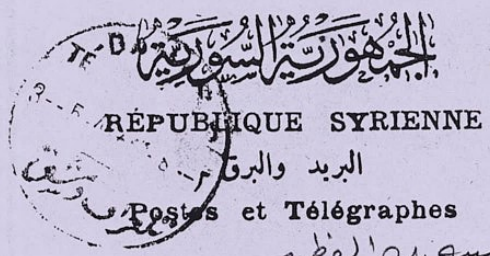 الجمهورية السورية
RÉPUBLIQUE SYRIENNE
البريد والبرق
Postes et Télégraphes